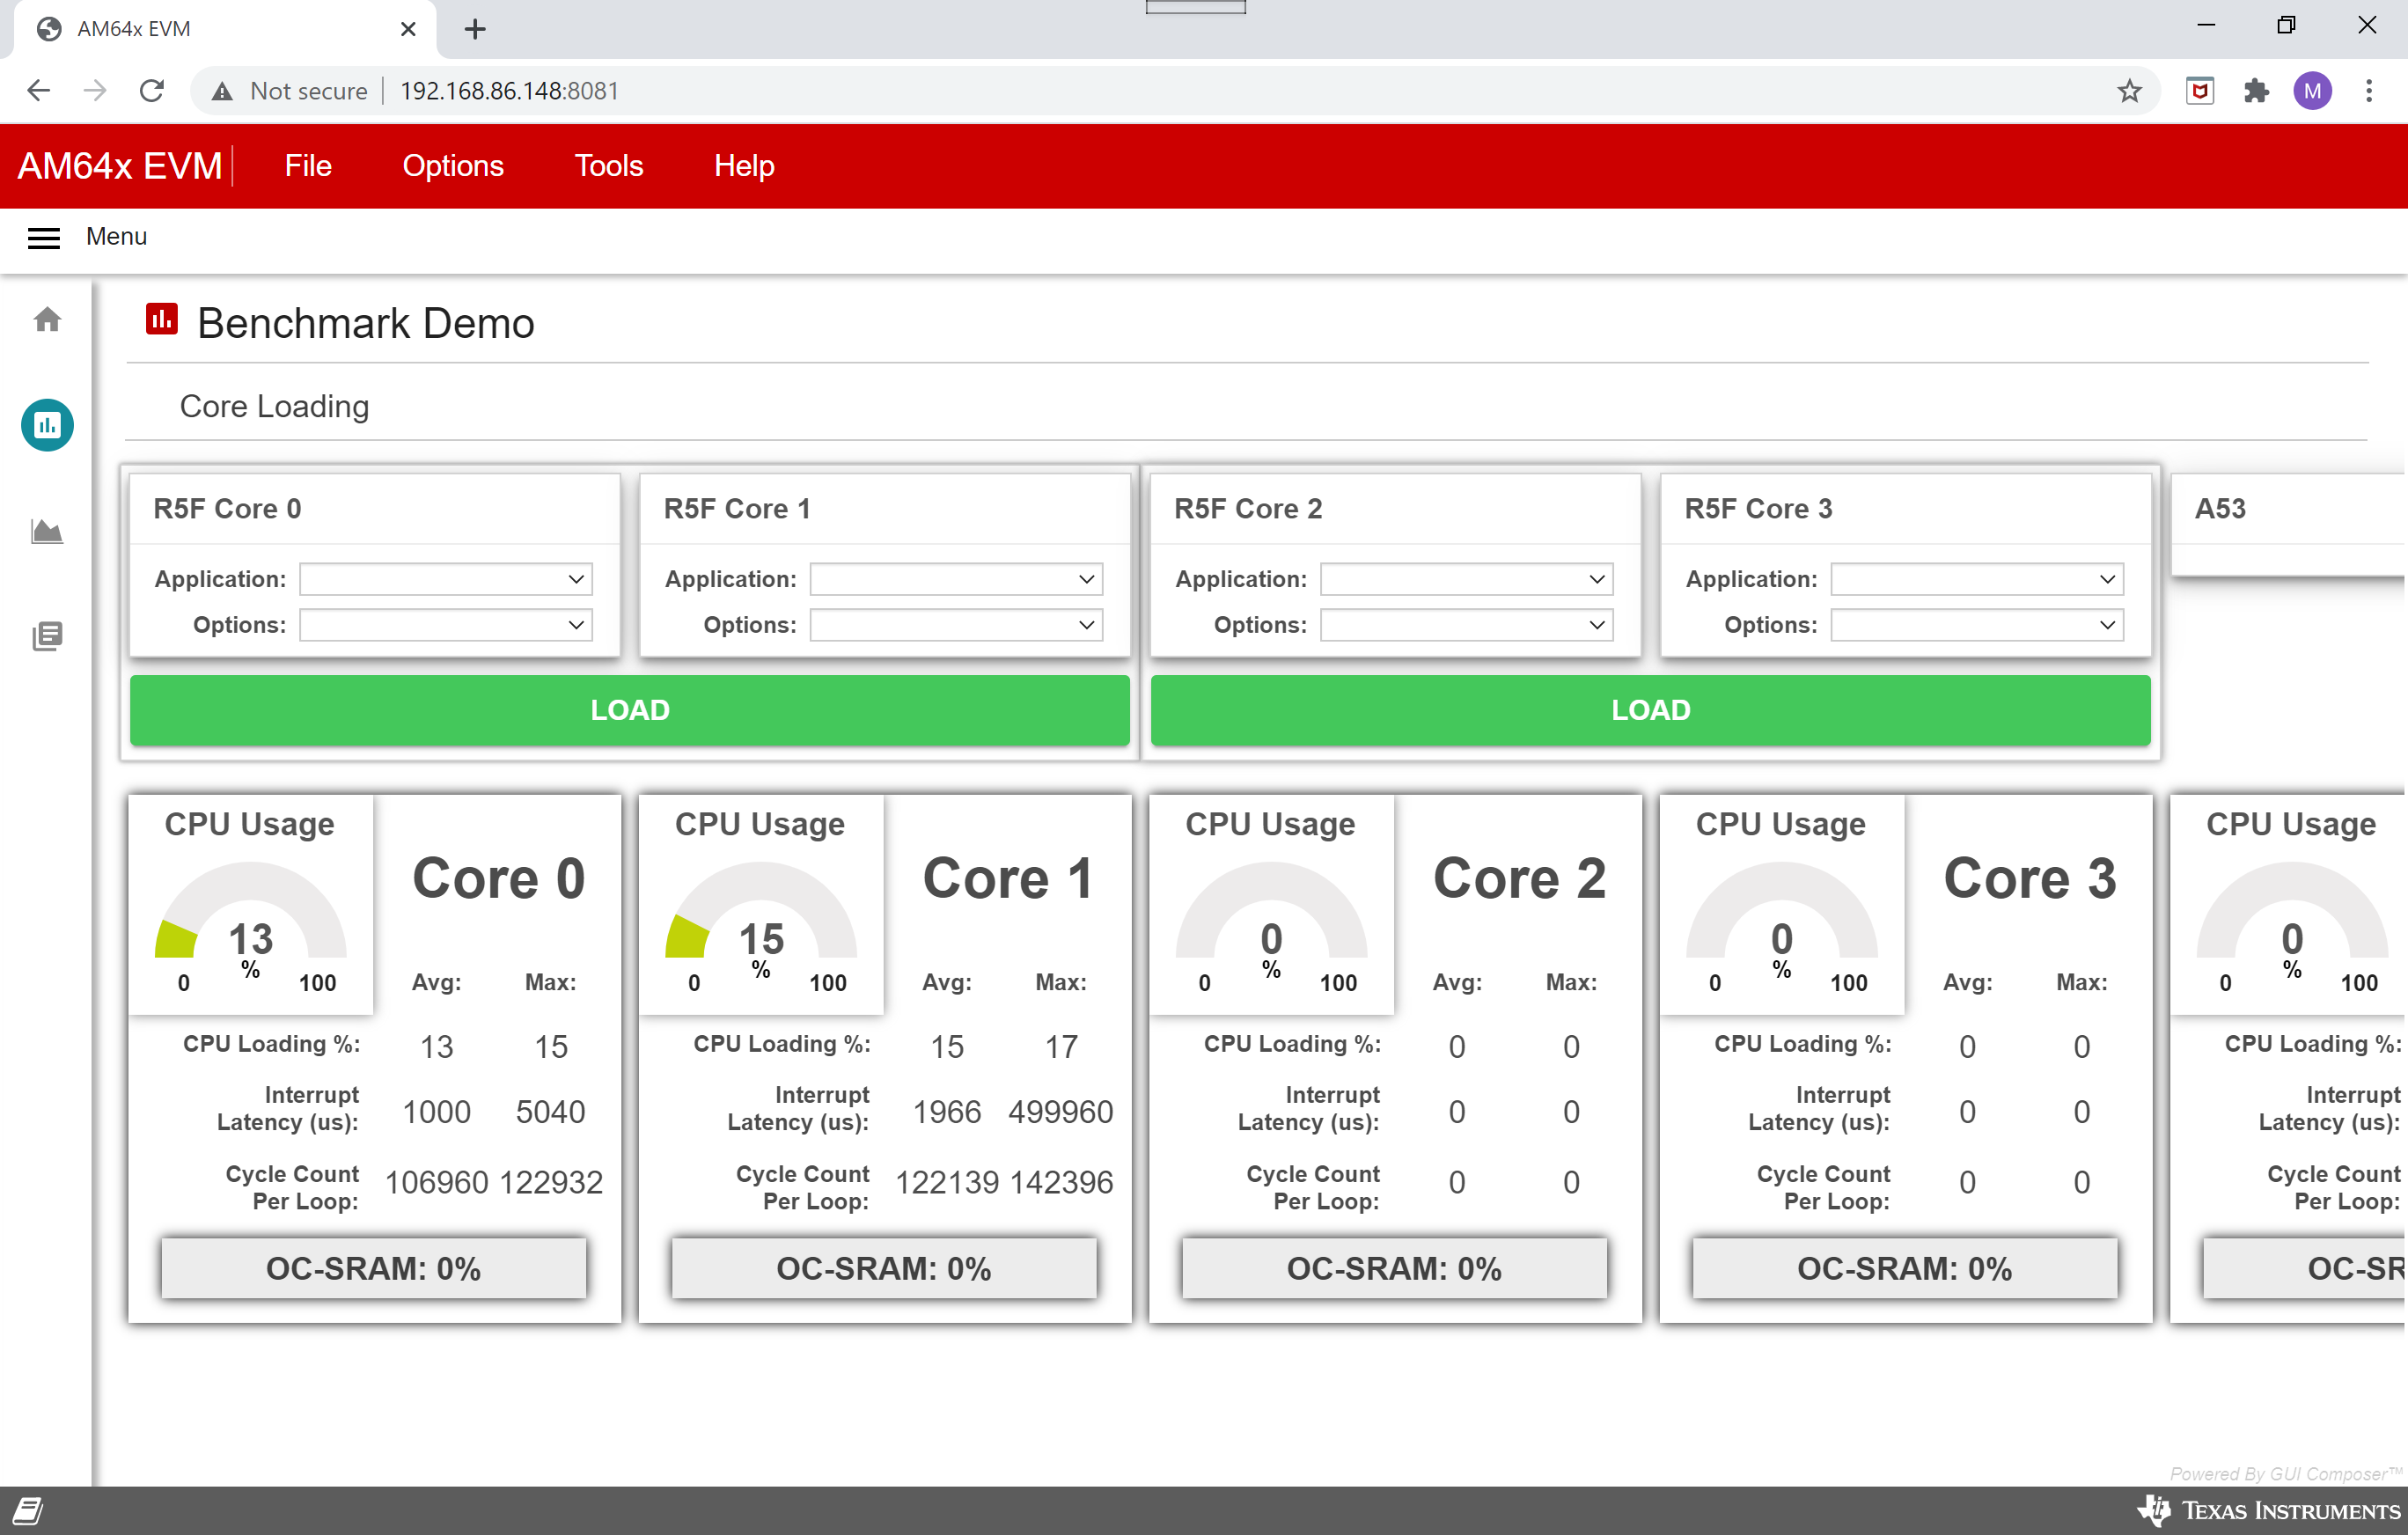 AM64x EVM
Not secure 192.168.86.148:8081
M
AM64x EVM File Options Tools Help
Menu
Benchmark Demo
Core Loading
R5F Core 0
Application:
Options:
R5F Core 1
Application:
Options:
LOAD
R5F Core 2
Application:
Options:
R5F Core 3
Application:
Options:
LOAD
A53
CPU Usage
13
%
0 100
Core 0
Avg: Max:
CPU Loading %: 13 15
Interrupt
Latency (us): 1000 5040
Cycle Count
Per Loop: 106960 122932
OC-SRAM: 0%
CPU Usage
15
%
0 100
Core 1
Avg: Max:
CPU Loading %: 15 17
Interrupt
Latency (us): 1966 499960
Cycle Count
Per Loop: 122139 142396
OC-SRAM: 0%
CPU Usage
0
%
0 100
Core 2
Avg: Max:
CPU Loading %: 0 0
Interrupt
Latency (us): 0 0
Cycle Count
Per Loop: 0 0
OC-SRAM: 0%
CPU Usage
0
%
0 100
Core 3
Avg: Max:
CPU Loading %: 0 0
Interrupt
Latency (us): 0 0
Cycle Count
Per Loop: 0 0
OC-SRAM: 0%
CPU Usage
0
%
0 100
CPU Loading %:
Interrupt
Latency (us):
Cycle Count
Per Loop:
OC-SR
Powered By GUI Composer™
TEXAS INSTRUMENTS